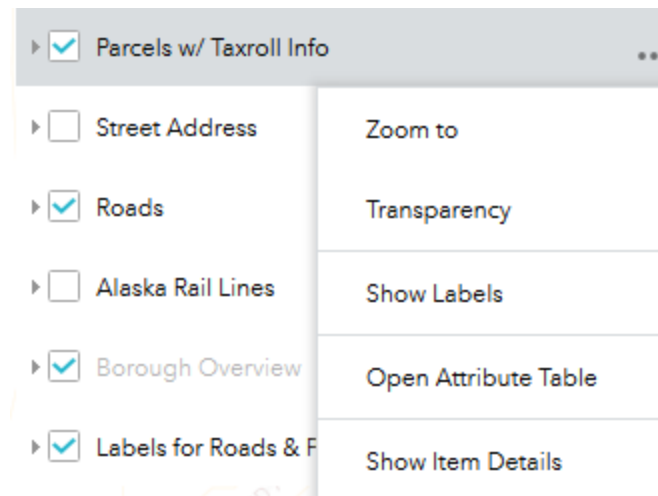 Parcels w/ Taxroll Info
Street Address
Roads
Alaska Rail Lines
Borough Overview
Labels for Roads & F
Zoom to
Transparency
Show Labels
Open Attribute Table
Show Item Details